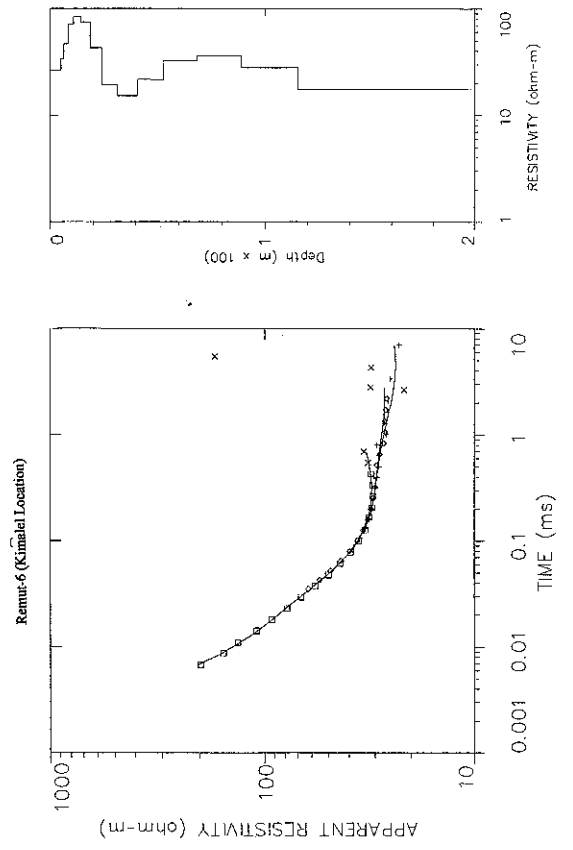 Remut-6 (Kimalel Location)
APPARENT RESISTIVITY (ohm-m)
1000
100
10
0.001
0.01
0.1
1
10
TIME (ms)
Depth (m x 100)
0
1
2
1
10
100
RESISTIVITY (ohm-m)